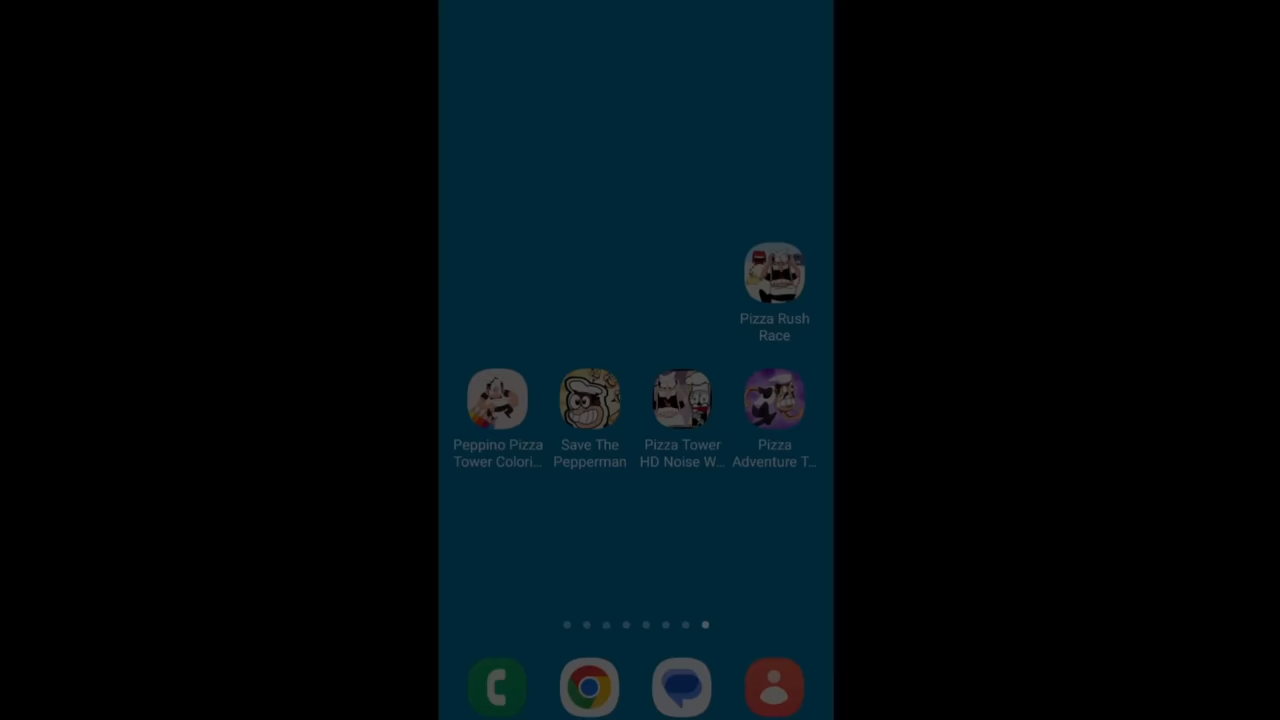 Pizza Rush
Race
Peppino Pizza
Tower Colori...
Save The
Pepperman
Pizza Tower
HD Noise W...
Pizza
Adventure T...